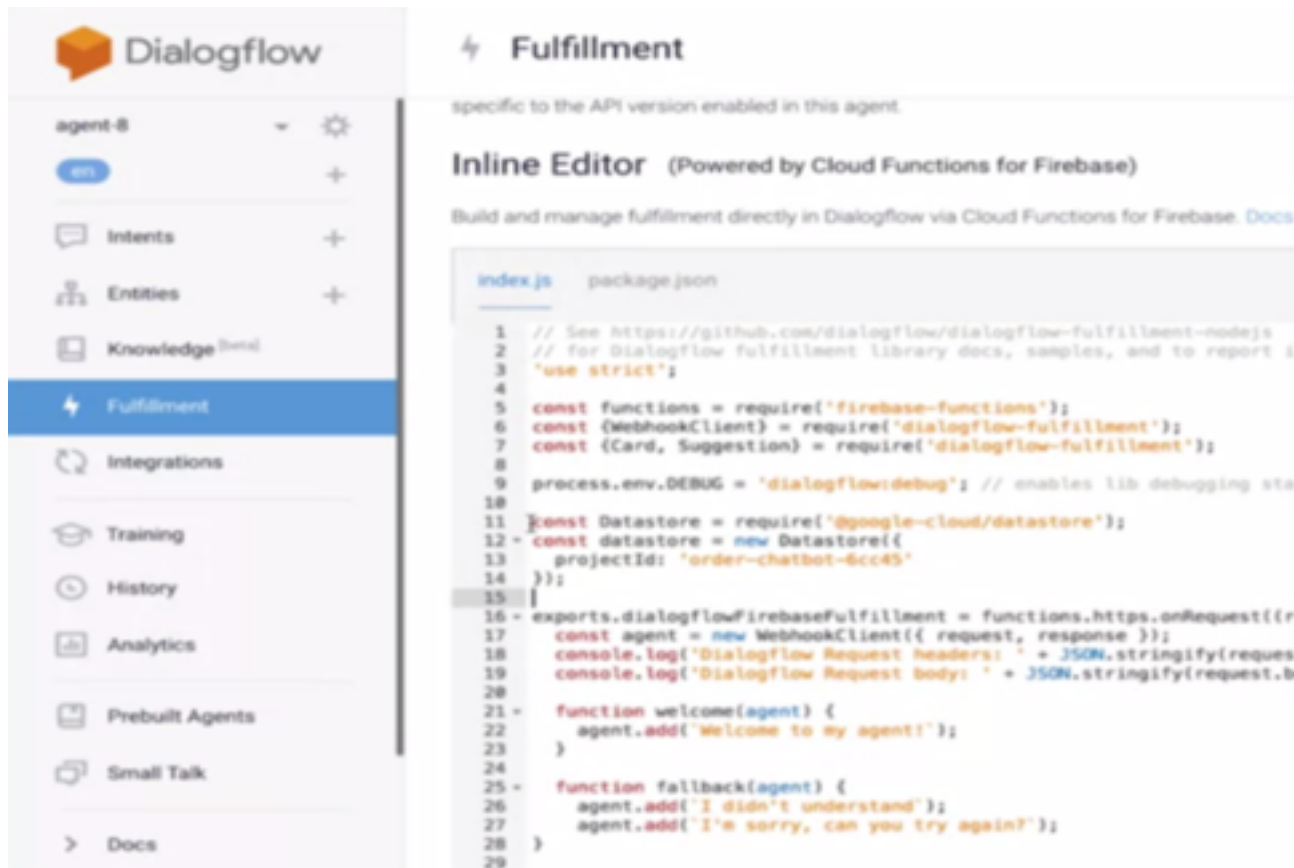 Dialogflow
agent-8
en
Intents
Entities
Knowledge [beta]
Fulfillment
Integrations
Training
History
Analytics
Prebuilt Agents
Small Talk
Docs
Fulfillment
specific to the API version enabled in this agent.
Inline Editor (Powered by Cloud Functions for Firebase)
Build and manage fulfillment directly in Dialogflow via Cloud Functions for Firebase. Docs
index.js package.json
1 // See https://github.com/dialogflow/dialogflow-fulfillment-nodejs
2 // for Dialogflow fulfillment library docs, samples, and to report i
3 'use strict';
4
5 const functions = require('firebase-functions');
6 const {WebhookClient} = require('dialogflow-fulfillment');
7 const {Card, Suggestion} = require('dialogflow-fulfillment');
8
9 process.env.DEBUG = 'dialogflow:debug'; // enables lib debugging sta
10
11 const Datastore = require('@google-cloud/datastore');
12 const datastore = new Datastore({
13 projectId: 'order-chatbot-6cc45'
14 });
15
16 exports.dialogflowFirebaseFulfillment = functions.https.onRequest((r
17 const agent = new WebhookClient({ request, response });
18 console.log('Dialogflow Request headers: ' + JSON.stringify(reques
19 console.log('Dialogflow Request body: ' + JSON.stringify(request.b
20
21 function welcome(agent) {
22 agent.add(`Welcome to my agent!`);
23 }
24
25 function fallback(agent) {
26 agent.add(`I didn't understand`);
27 agent.add(`I'm sorry, can you try again?`);
28 }
29